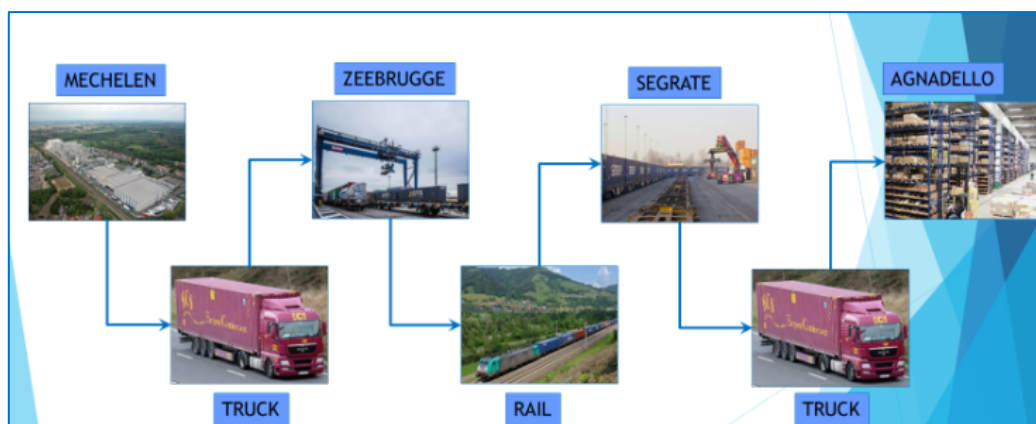 MECHELEN
ZEEBRUGGE
SEGRATE
AGNADELLO
TRUCK
RAIL
TRUCK